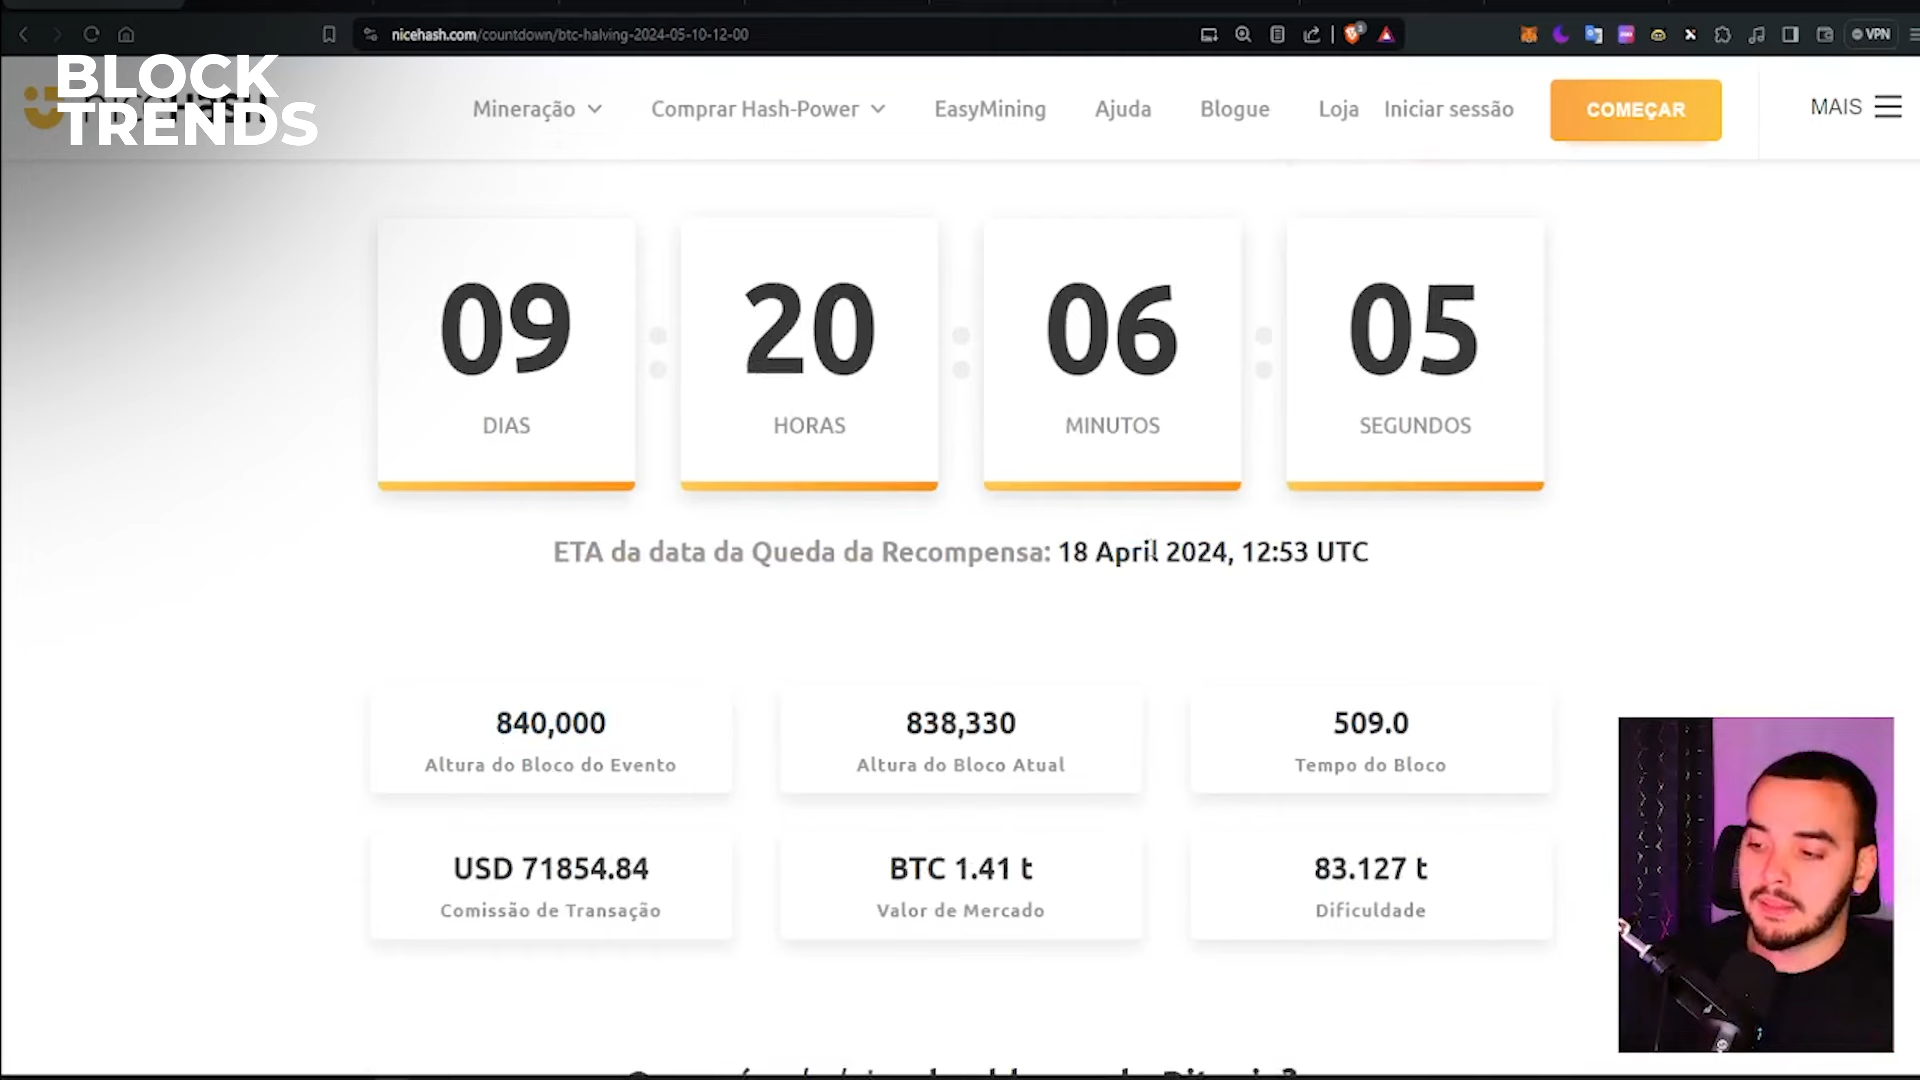 nicehash.com/countdown/btc-halving-2024-05-10-12-00
VPN
BLOCK
TRENDS
Mineração
Comprar Hash-Power
EasyMining
Ajuda
Blogue
Loja
Iniciar sessão
COMEÇAR
MAIS
09
20
06
05
DIAS
HORAS
MINUTOS
SEGUNDOS
ETA da data da Queda da Recompensa: 18 April 2024, 12:53 UTC
840,000
Altura do Bloco do Evento
838,330
Altura do Bloco Atual
509.0
Tempo do Bloco
USD 71854.84
Comissão de Transação
BTC 1.41 t
Valor de Mercado
83.127 t
Dificuldade